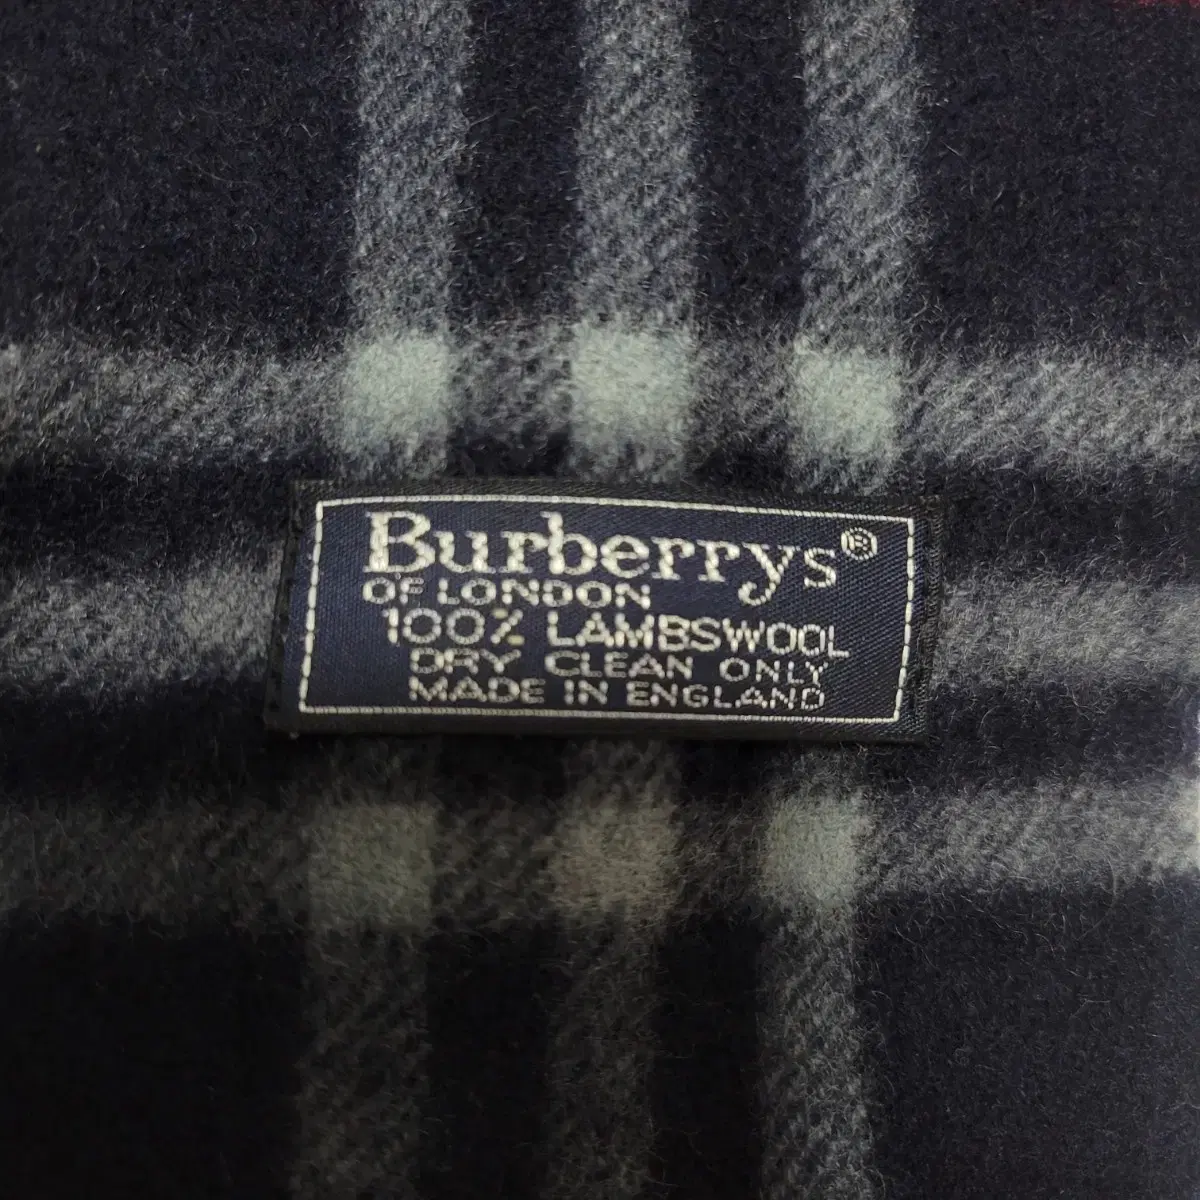 Burberrys®
OF LONDON
100% LAMBSWOOL
DRY CLEAN ONLY
MADE IN ENGLAND